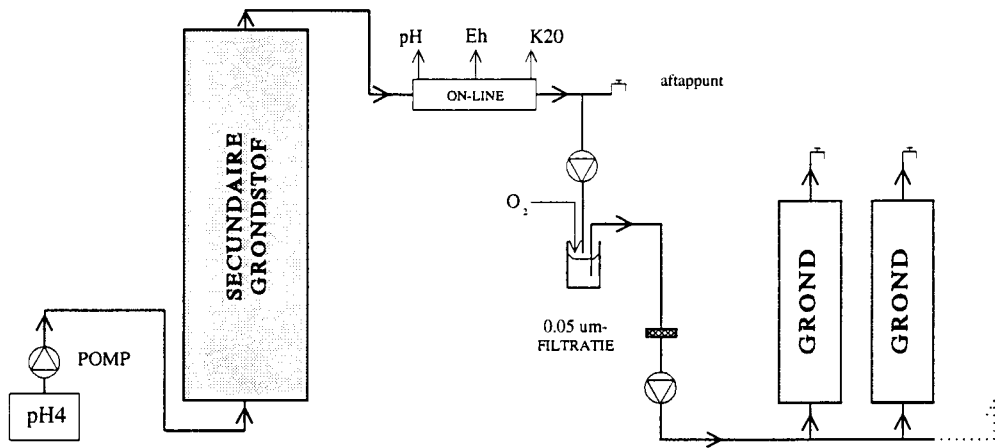 pH
Eh
K20
ON-LINE
aftappunt
SECUNDAIRE
GRONDSTOF
O2
GROND
GROND
0.05 um-
FILTRATIE
POMP
pH4